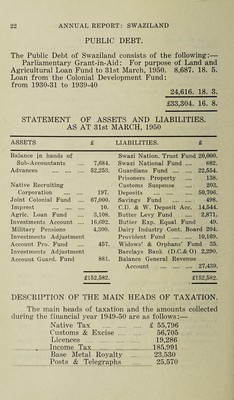 22 ANNUAL REPORT: SWAZILAND
PUBLIC DEBT.
The Public Debt of Swaziland consists of the following:—
Parliamentary Grant-in-Aid: For purpose of Land and
Agricultural Loan Fund to 31st March, 1950. 8,687. 18. 5.
Loan from the Colonial Development Fund:
from 1930-31 to 1939-40
24,616. 18. 3.
£33,304. 16. 8.
STATEMENT OF ASSETS AND LIABILITIES.
AS AT 31st MARCH, 1950
ASSETS £ LIABILITIES. £
Balance in hands of Swazi Nation. Trust Fund 20,000.
Sub-Accountants 7,684. Swazi National Fund 682.
Advances 52,253. Guardians Fund 22,554.
Prisoners Property 138.
Native Recruiting Customs Suspense 203.
Corporation 197. Deposits 50,706.
Joint Colonial Fund 67,000. Savings Fund 498.
Imprest 10. C.D. & W. Deposit Acc. 14,544.
Agric. Loan Fund 3,108. Butter Levy Fund 2,871.
Investments Account 16,692. Butter Exp. Equal Fund 49.
Military Pensions 4,300. Dairy Industry Cont. Board 204.
Investments Adjustment Provident Fund 10,169.
Account Pro. Fund 457. Widows' & Orphans' Fund 35.
Investments Adjustment Barclays Bank (D.C.& O) 2,290.
Account Guard. Fund 881. Balance General Revenue
Account 27,439.
£152,582. £152,582.
DESCRIPTION OF THE MAIN HEADS OF TAXATION.
The main heads of taxation and the amounts collected
during the financial year 1949-50 are as follows:—
Native Tax £ 55,796
Customs & Excise 56,705
Licences 19,286
Income Tax 185,991
Base Metal Royalty 23,530
Posts & Telegraphs 25,570